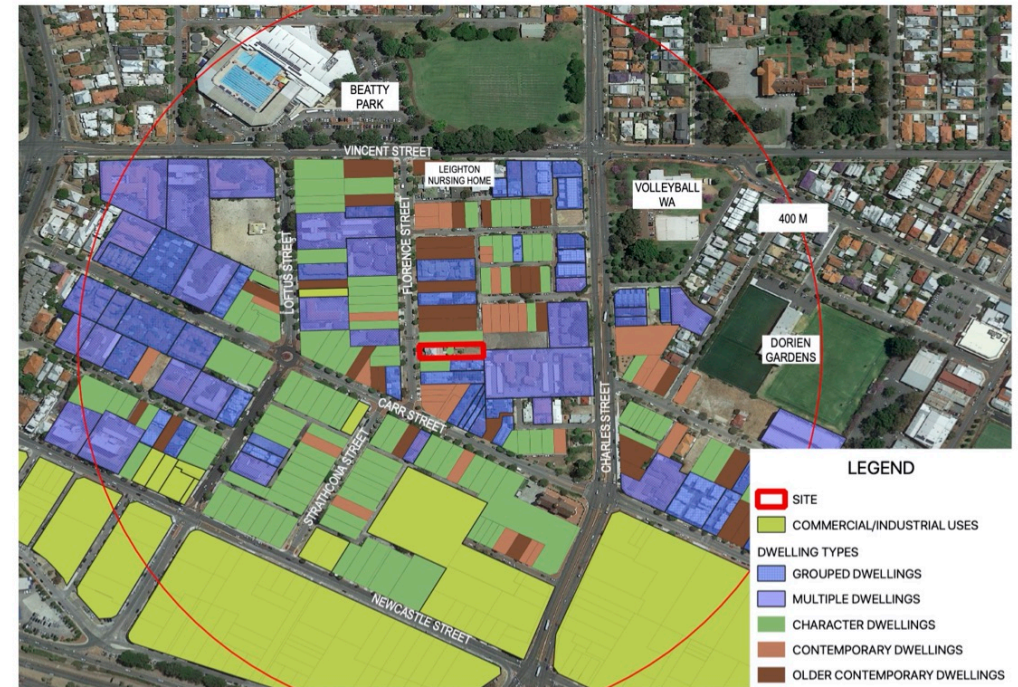 BEATTY
PARK
VINCENT STREET
LEIGHTON
NURSING HOME
VOLLEYBALL
WA
400 M
LOFTUS STREET
FLORENCE STREET
DORIEN
GARDENS
CARR STREET
CHARLES STREET
STRATHCONA STREET
NEWCASTLE STREET
LEGEND
SITE
COMMERCIAL/INDUSTRIAL USES
DWELLING TYPES
GROUPED DWELLINGS
MULTIPLE DWELLINGS
CHARACTER DWELLINGS
CONTEMPORARY DWELLINGS
OLDER CONTEMPORARY DWELLINGS